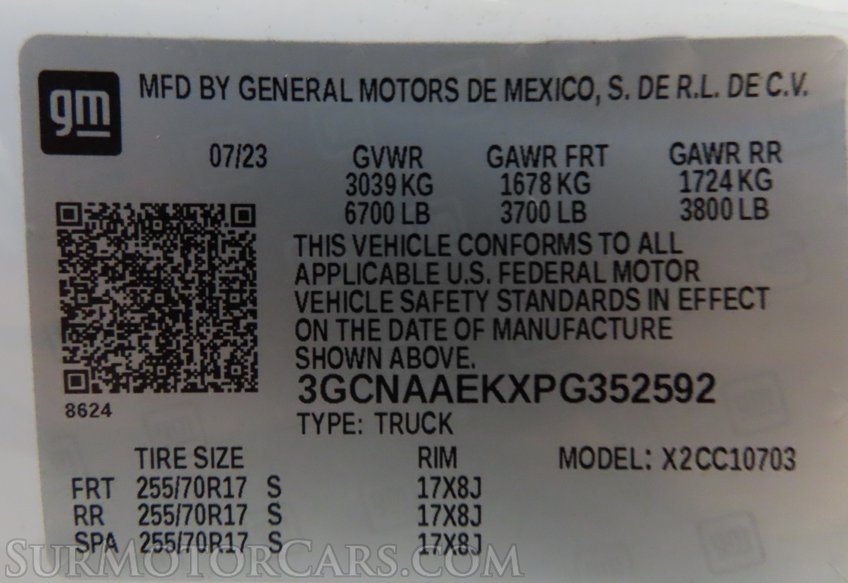 gm
MFD BY GENERAL MOTORS DE MEXICO, S. DE R.L. DE C.V.
07/23 GVWR GAWR FRT GAWR RR
3039 KG 1678 KG 1724 KG
6700 LB 3700 LB 3800 LB
THIS VEHICLE CONFORMS TO ALL
APPLICABLE U.S. FEDERAL MOTOR
VEHICLE SAFETY STANDARDS IN EFFECT
ON THE DATE OF MANUFACTURE
SHOWN ABOVE.
3GCNAAEKXPG352592
8624
TYPE: TRUCK
TIRE SIZE RIM MODEL: X2CC10703
FRT 255/70R17 S 17X8J
RR 255/70R17 S 17X8J
SPA 255/70R17 S 17X8J
SURMOTORCARS.COM